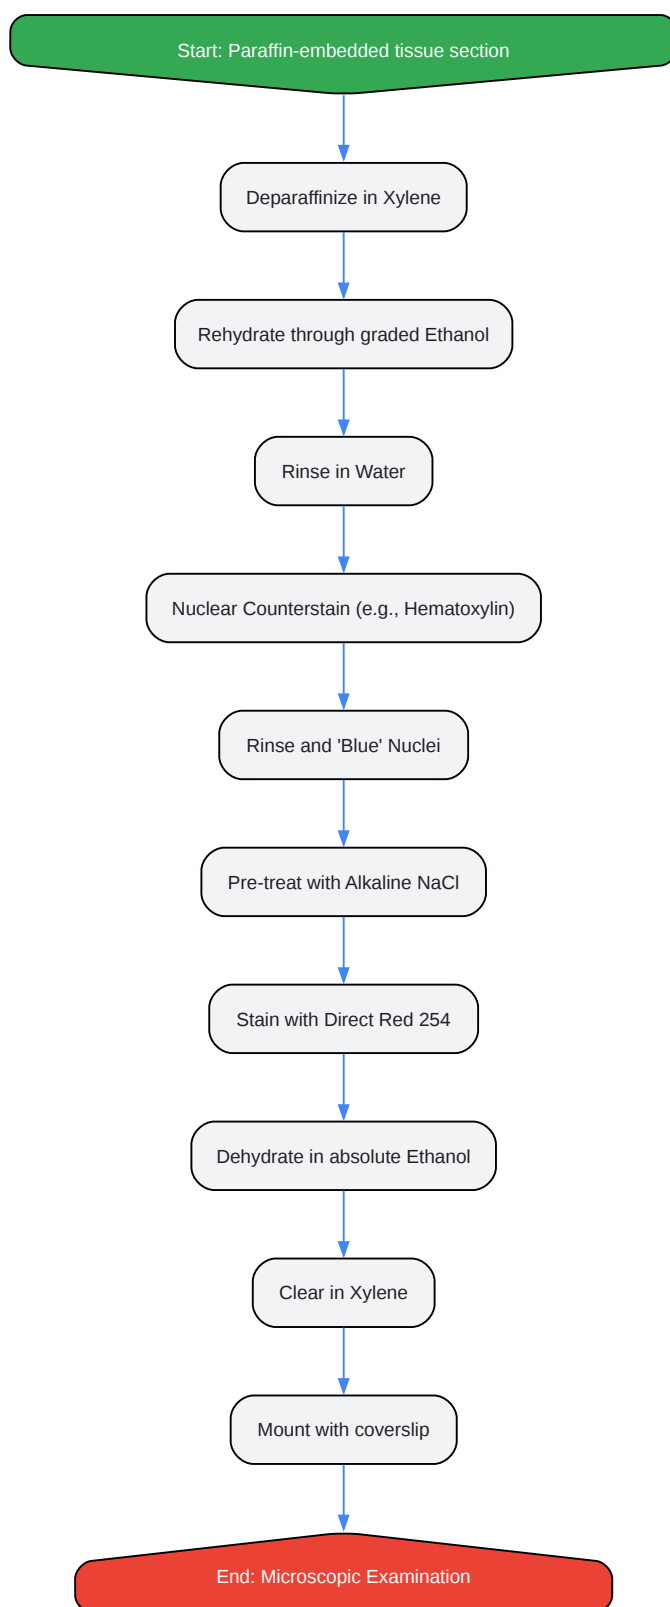 Start: Paraffin-embedded tissue section
Deparaffinize in Xylene
Rehydrate through graded Ethanol
Rinse in Water
Nuclear Counterstain (e.g., Hematoxylin)
Rinse and 'Blue' Nuclei
Pre-treat with Alkaline NaCl
Stain with Direct Red 254
Dehydrate in absolute Ethanol
Clear in Xylene
Mount with coverslip
End: Microscopic Examination